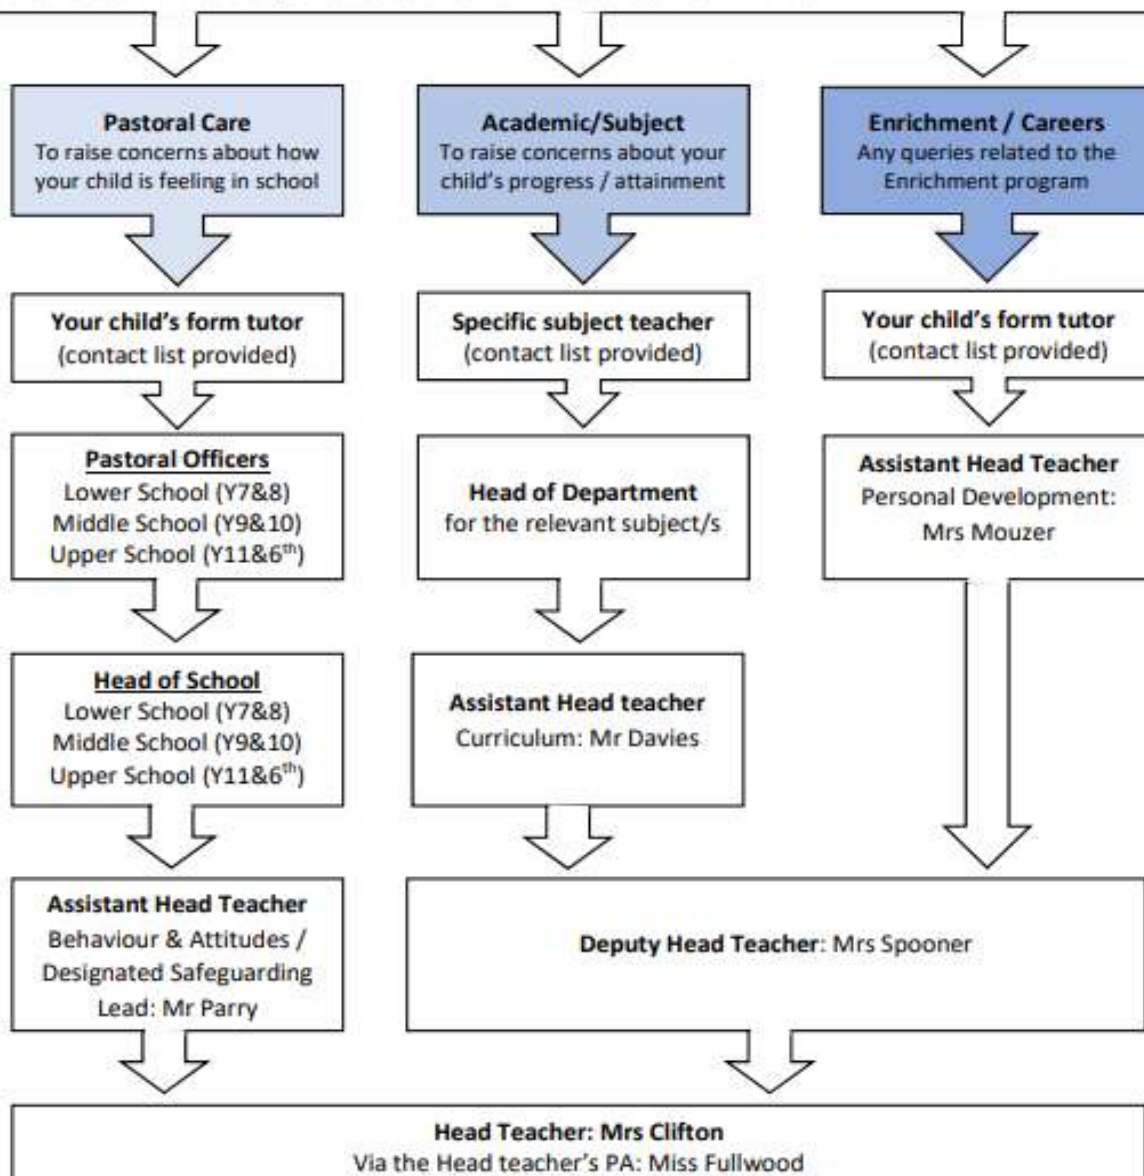 Pastoral Care
To raise concerns about how
your child is feeling in school
Academic/Subject
To raise concerns about your
child's progress / attainment
Enrichment / Careers
Any queries related to the
Enrichment program
Your child's form tutor
(contact list provided)
Specific subject teacher
(contact list provided)
Your child's form tutor
(contact list provided)
Pastoral Officers
Lower School (Y7&8)
Middle School (Y9&10)
Upper School (Y11&6th)
Head of Department
for the relevant subject/s
Assistant Head Teacher
Personal Development:
Mrs Mouzer
Head of School
Lower School (Y7&8)
Middle School (Y9&10)
Upper School (Y11&6th)
Assistant Head teacher
Curriculum: Mr Davies
Assistant Head Teacher
Behaviour & Attitudes /
Designated Safeguarding
Lead: Mr Parry
Deputy Head Teacher: Mrs Spooner
Head Teacher: Mrs Clifton
Via the Head teacher's PA: Miss Fullwood